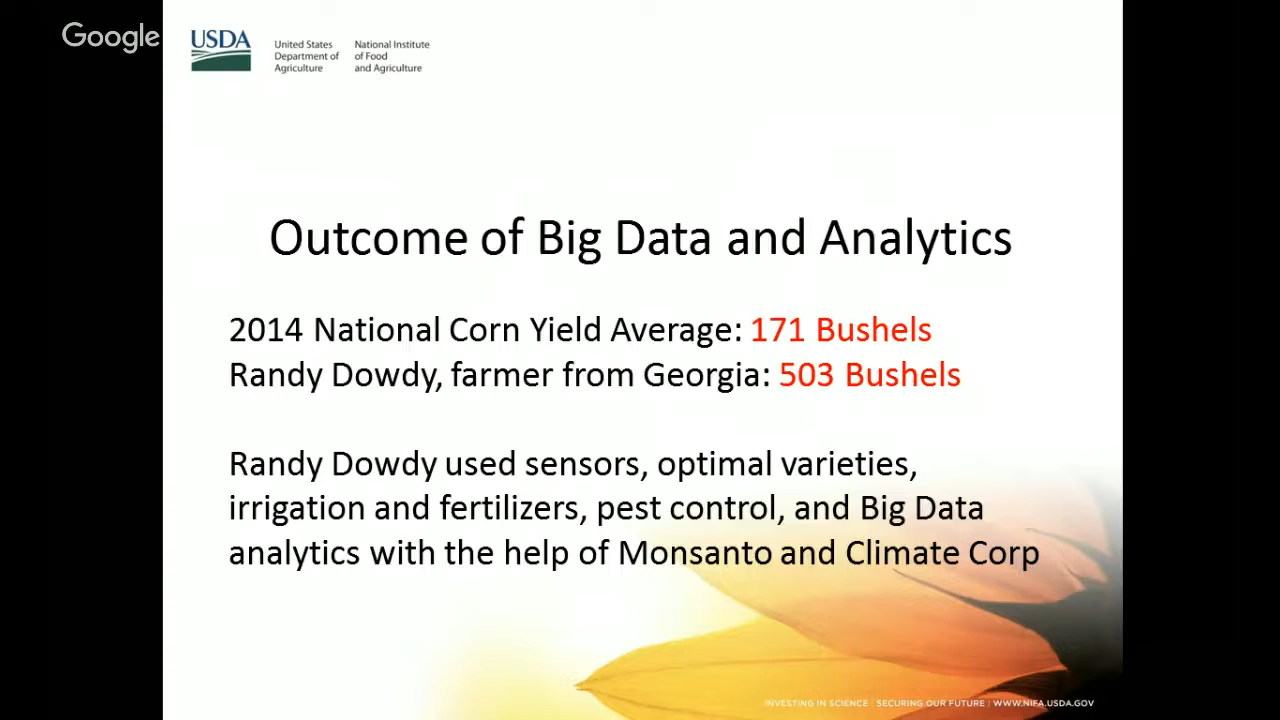 Google
USDA
United States
Department of
Agriculture
National Institute
of Food
and Agriculture
Outcome of Big Data and Analytics
2014 National Corn Yield Average: 171 Bushels
Randy Dowdy, farmer from Georgia: 503 Bushels
Randy Dowdy used sensors, optimal varieties,
irrigation and fertilizers, pest control, and Big Data
analytics with the help of Monsanto and Climate Corp
INVESTING IN SCIENCE | SECURING OUR FUTURE | WWW.NIFA.USDA.GOV